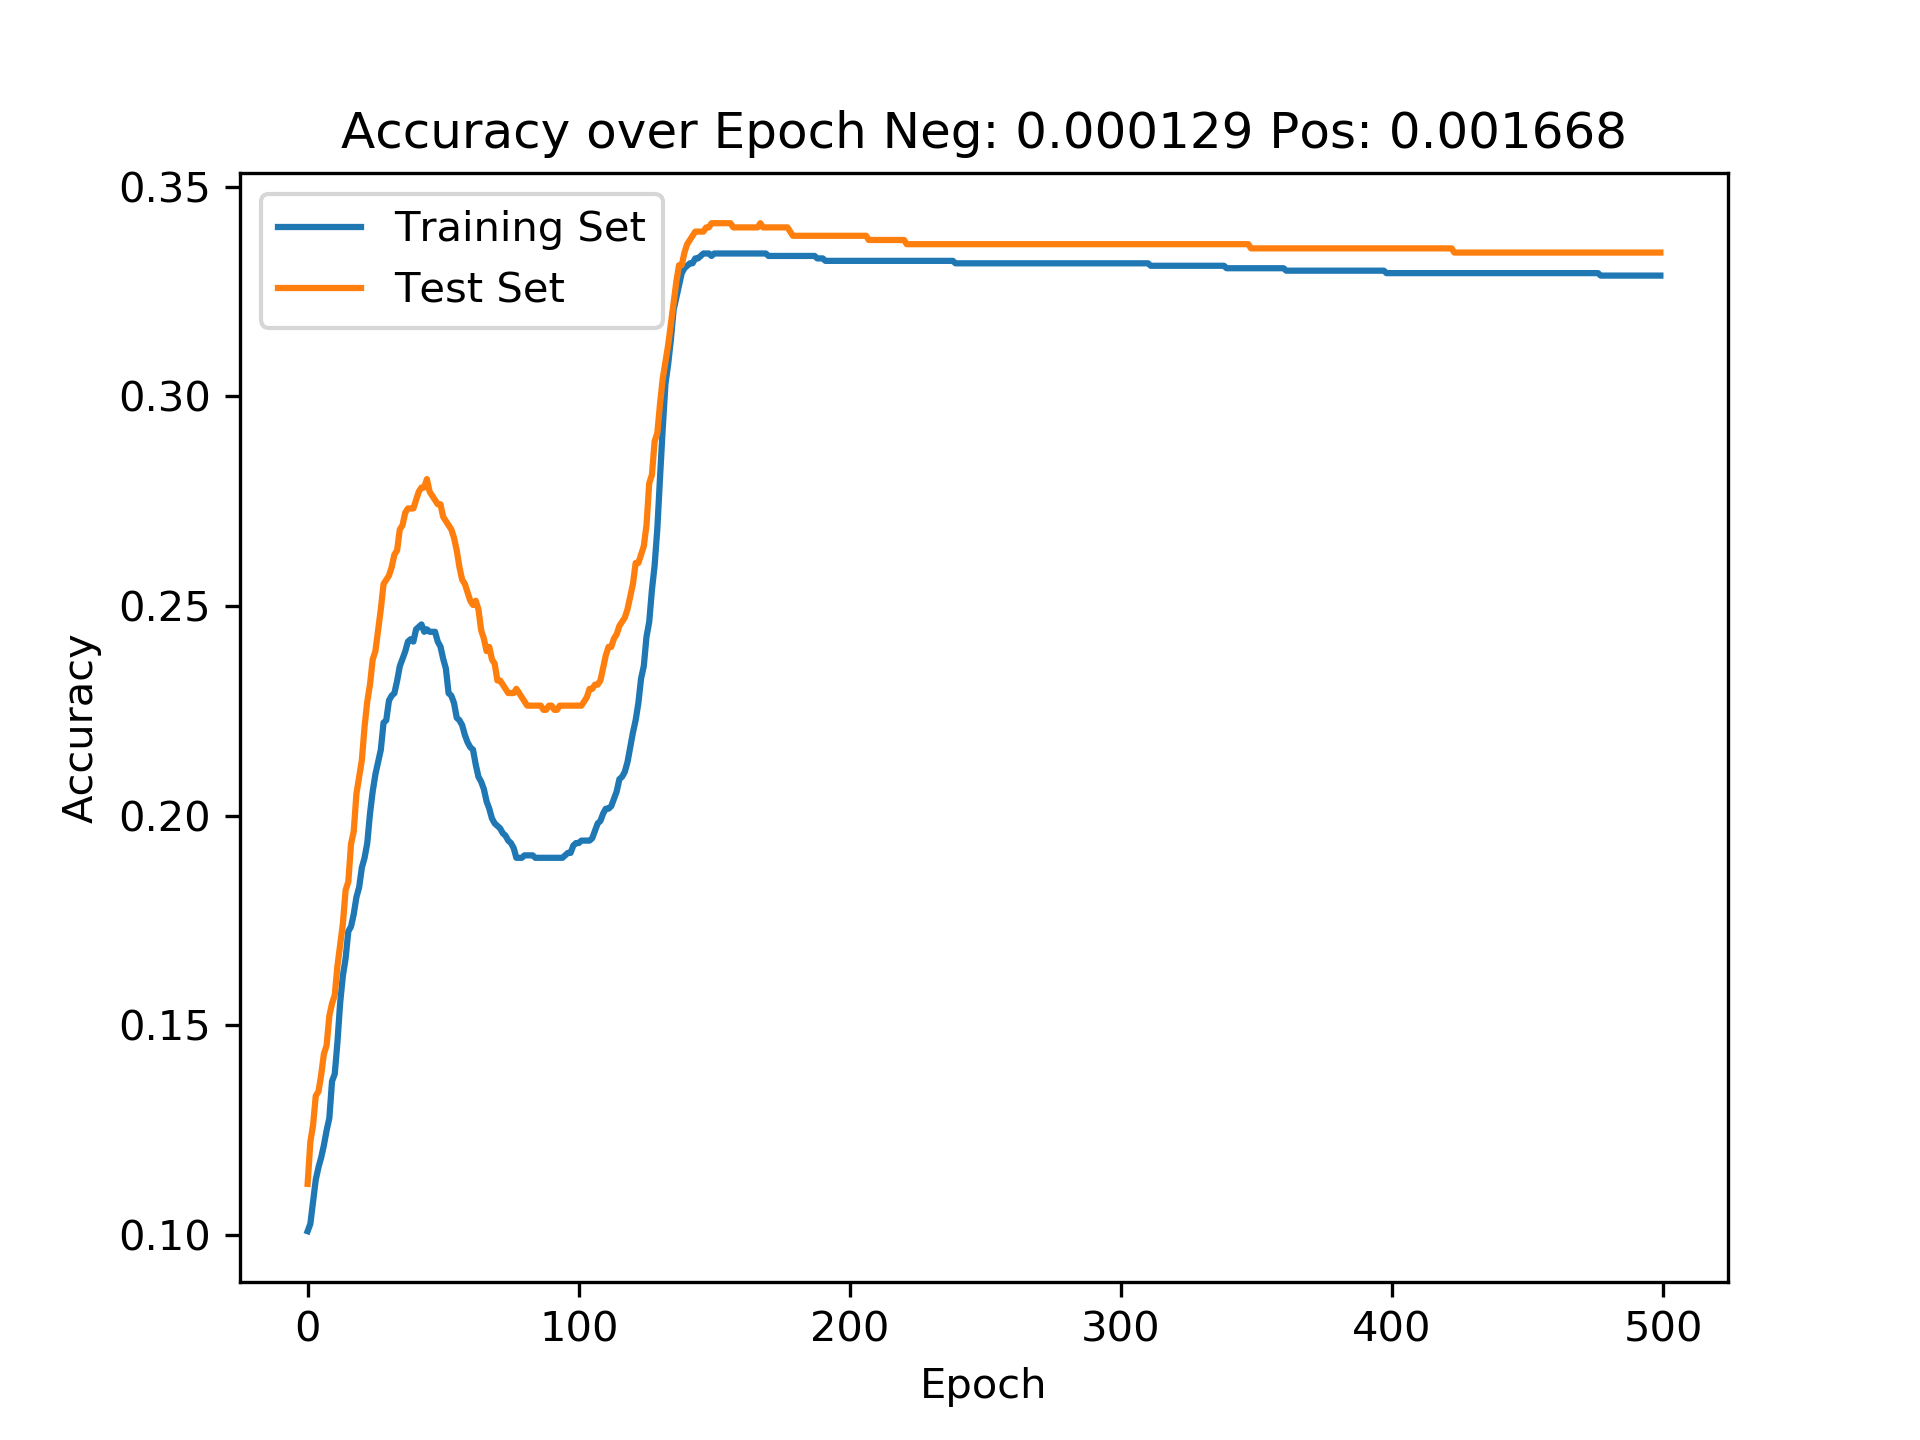 Accuracy over Epoch Neg: 0.000129 Pos: 0.001668
Training Set
Test Set
0.35
0.30
0.25
0.20
0.15
0.10
Accuracy
0 100 200 300 400 500
Epoch